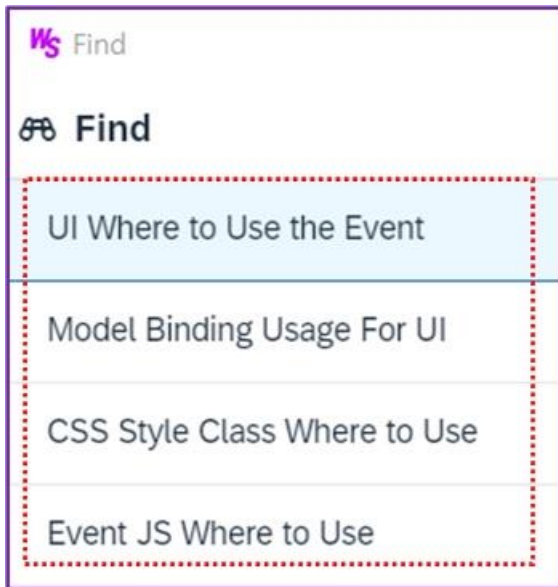 WS Find
Find
UI Where to Use the Event
Model Binding Usage For UI
CSS Style Class Where to Use
Event JS Where to Use